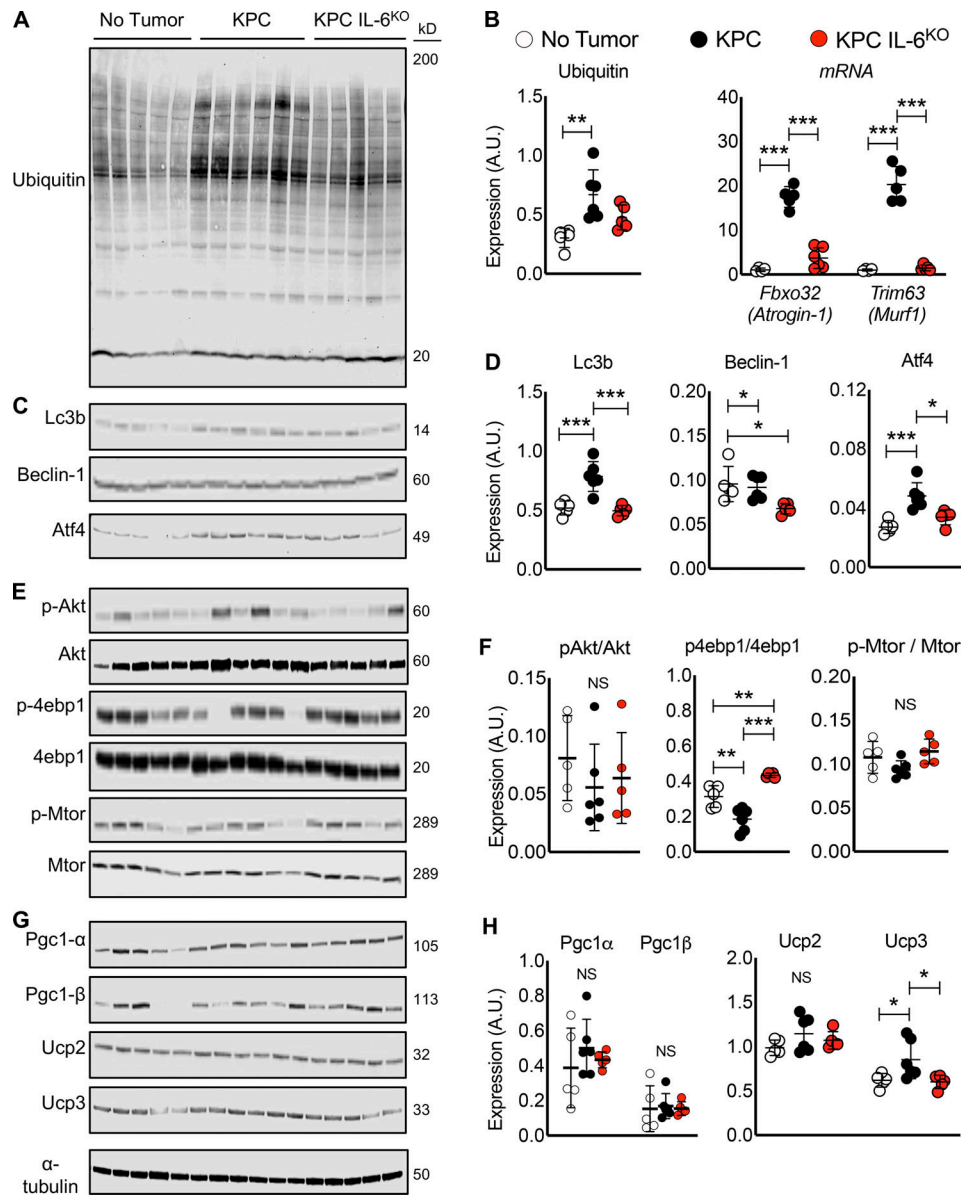 A
No Tumor
KPC
KPC IL-6KO
kD
200
Ubiquitin
20
B
No Tumor
KPC
KPC IL-6KO
Ubiquitin
mRNA
Expression (A.U.)
1.5
1.0
0.5
0.0
**
40
30
20
10
0
***
***
***
***
Fbxo32
(Atrogin-1)
Trim63
(Murf1)
C
Lc3b
14
Beclin-1
60
Atf4
49
D
Lc3b
Beclin-1
Atf4
Expression (A.U.)
1.5
1.0
0.5
0.0
***
***
0.20
0.15
0.10
0.05
0.00
*
*
0.12
0.08
0.04
0.00
***
*
E
p-Akt
60
Akt
60
p-4ebp1
20
4ebp1
20
p-Mtor
289
Mtor
289
F
pAkt/Akt
p4ebp1/4ebp1
p-Mtor / Mtor
Expression (A.U.)
0.15
0.10
0.05
0.00
NS
1.0
0.8
0.6
0.4
0.2
0.0
**
***
**
0.20
0.15
0.10
0.05
0.00
NS
G
Pgc1-α
105
Pgc1-β
113
Ucp2
32
Ucp3
33
α-
tubulin
50
H
Pgc1α
Pgc1β
Ucp2
Ucp3
Expression (A.U.)
1.0
0.8
0.6
0.4
0.2
0.0
NS
NS
2.0
1.5
1.0
0.5
0.0
NS
*
*